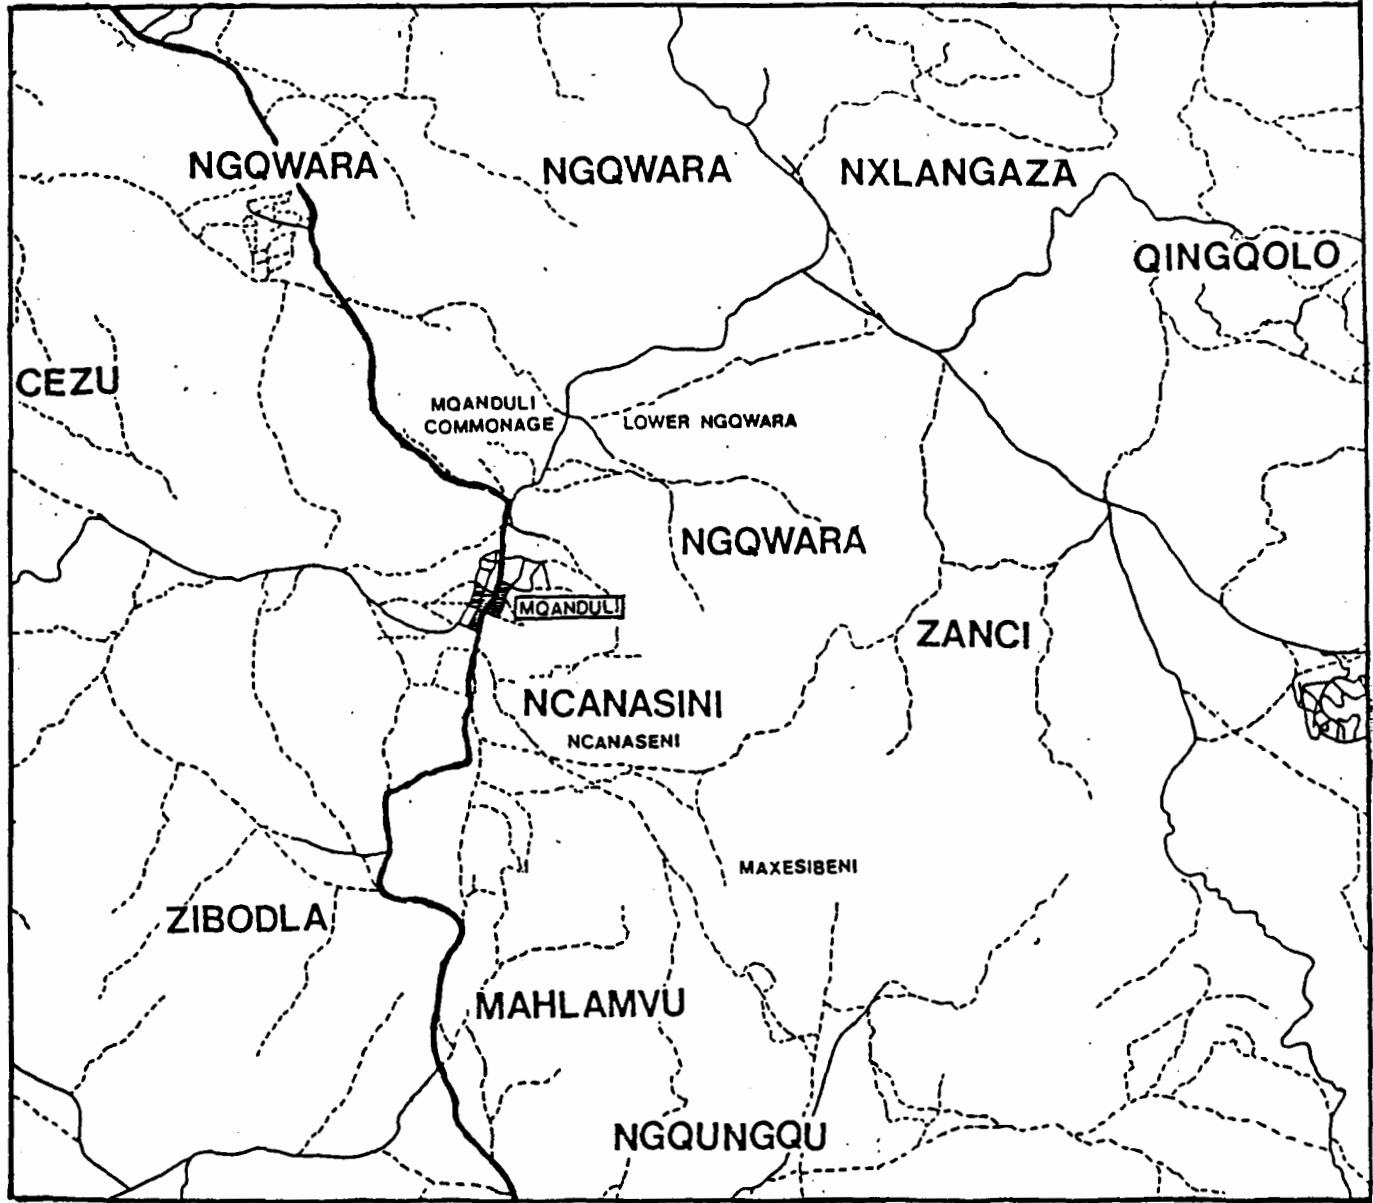 NGQWARA
NGQWARA
NXLANGAZA
QINGQOLO
CEZU
MQANDULI
COMMONAGE
LOWER NGQWARA
NGQWARA
MQANDULI
ZANCI
NCANASINI
NCANASENI
MAXESIBENI
ZIBODLA
MAHLAMVU
NGQUNGQU